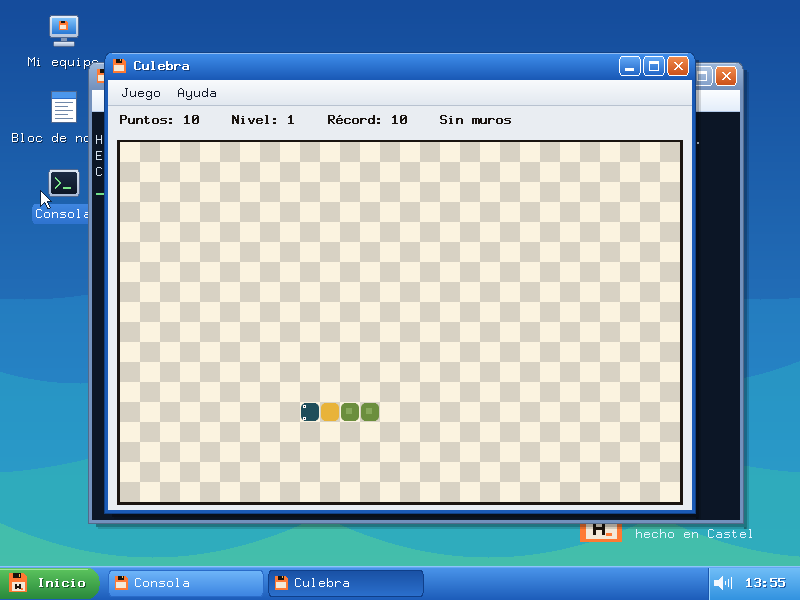 Mi equipo
Bloc de no
Consola
Culebra
Juego Ayuda
Puntos: 10 Nivel: 1 Récord: 10 Sin muros
H
E
C
H_
hecho en Castel
Inicio
Consola
Culebra
13:55